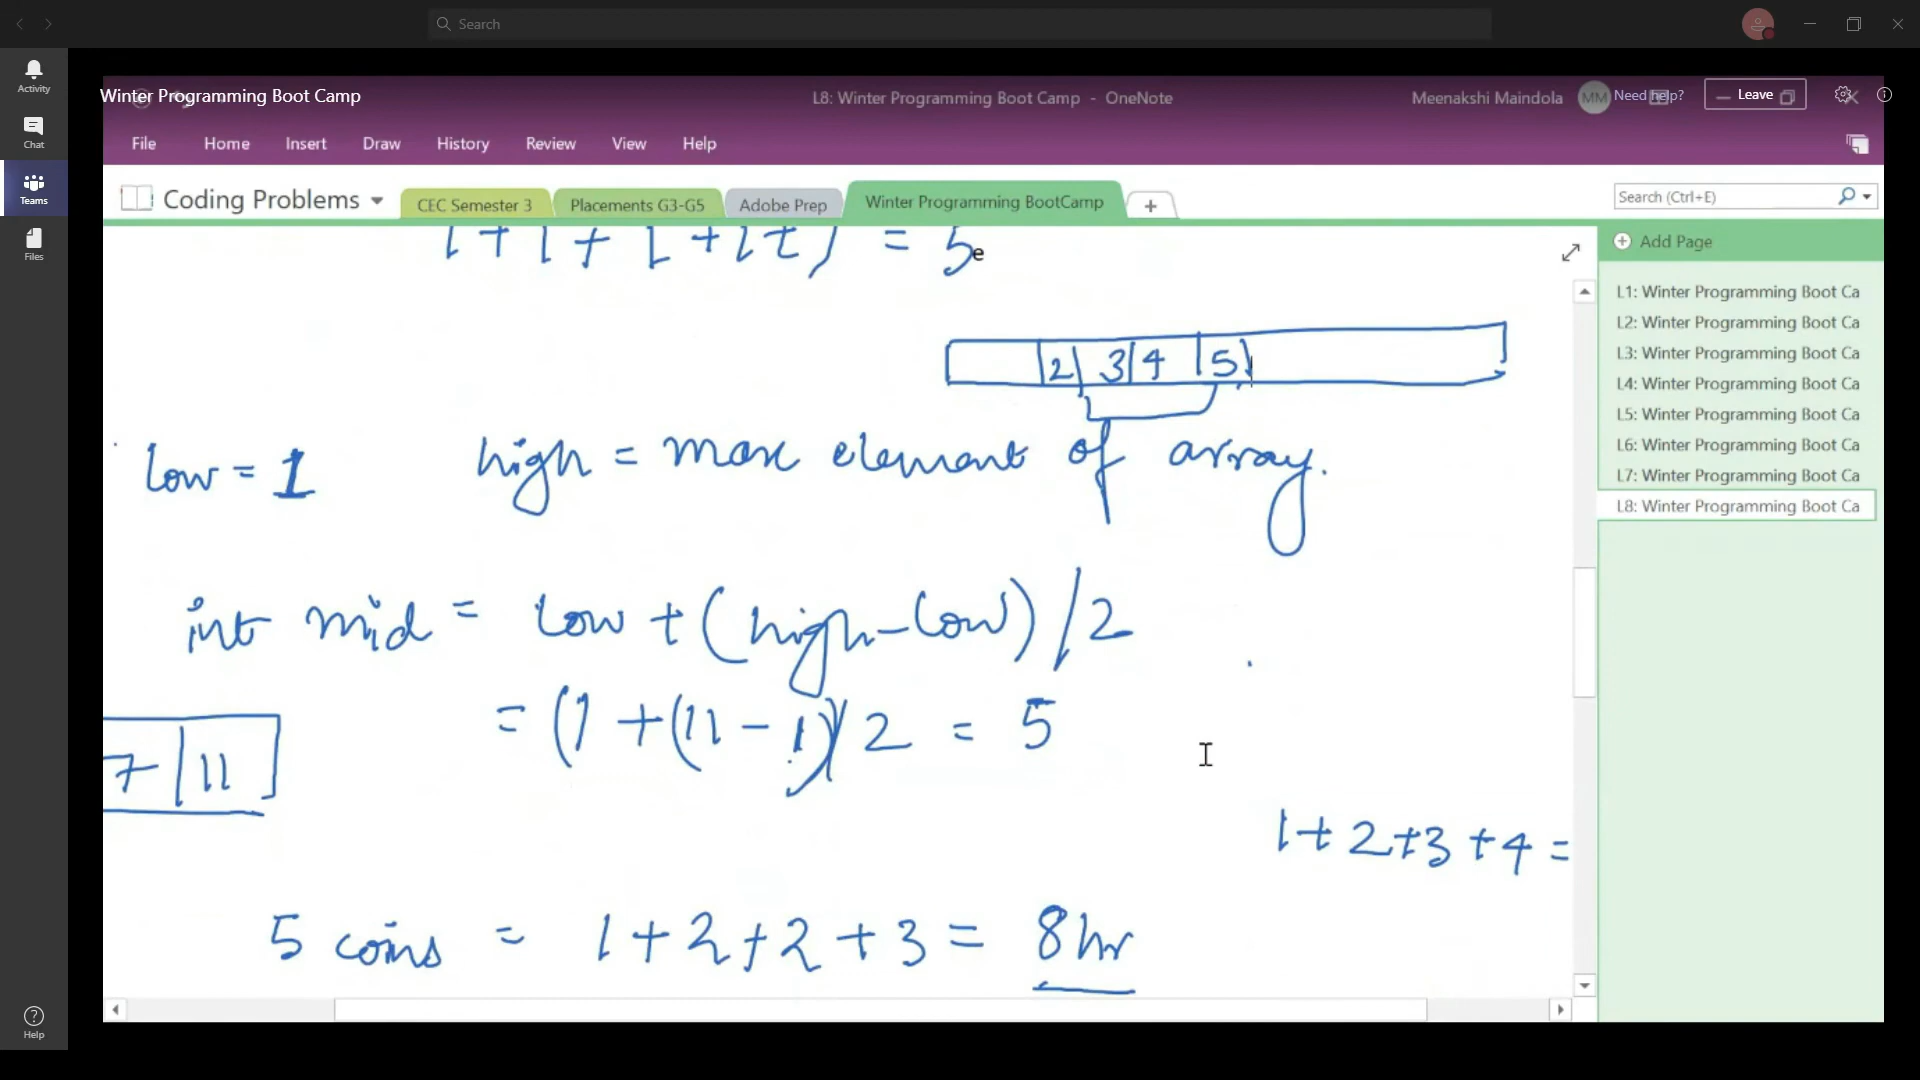 Search
Activity
Chat
Teams
Files
Help
Winter Programming Boot Camp
L8: Winter Programming Boot Camp - OneNote
Meenakshi Maindola
MM
Need help?
Leave
File Home Insert Draw History Review View Help
Coding Problems
CEC Semester 3
Placements G3-G5
Adobe Prep
Winter Programming BootCamp
Search (Ctrl+E)
Add Page
L1: Winter Programming Boot Ca
L2: Winter Programming Boot Ca
L3: Winter Programming Boot Ca
L4: Winter Programming Boot Ca
L5: Winter Programming Boot Ca
L6: Winter Programming Boot Ca
L7: Winter Programming Boot Ca
L8: Winter Programming Boot Ca
= 5e
2 3 4 5
low = 1 high = max element of array.
int mid = low + (high - low) / 2
= (1 + (11 - 1)/2 = 5
7 11
1 + 2 + 3 + 4 =
5 coins = 1 + 2 + 2 + 3 = 8hr